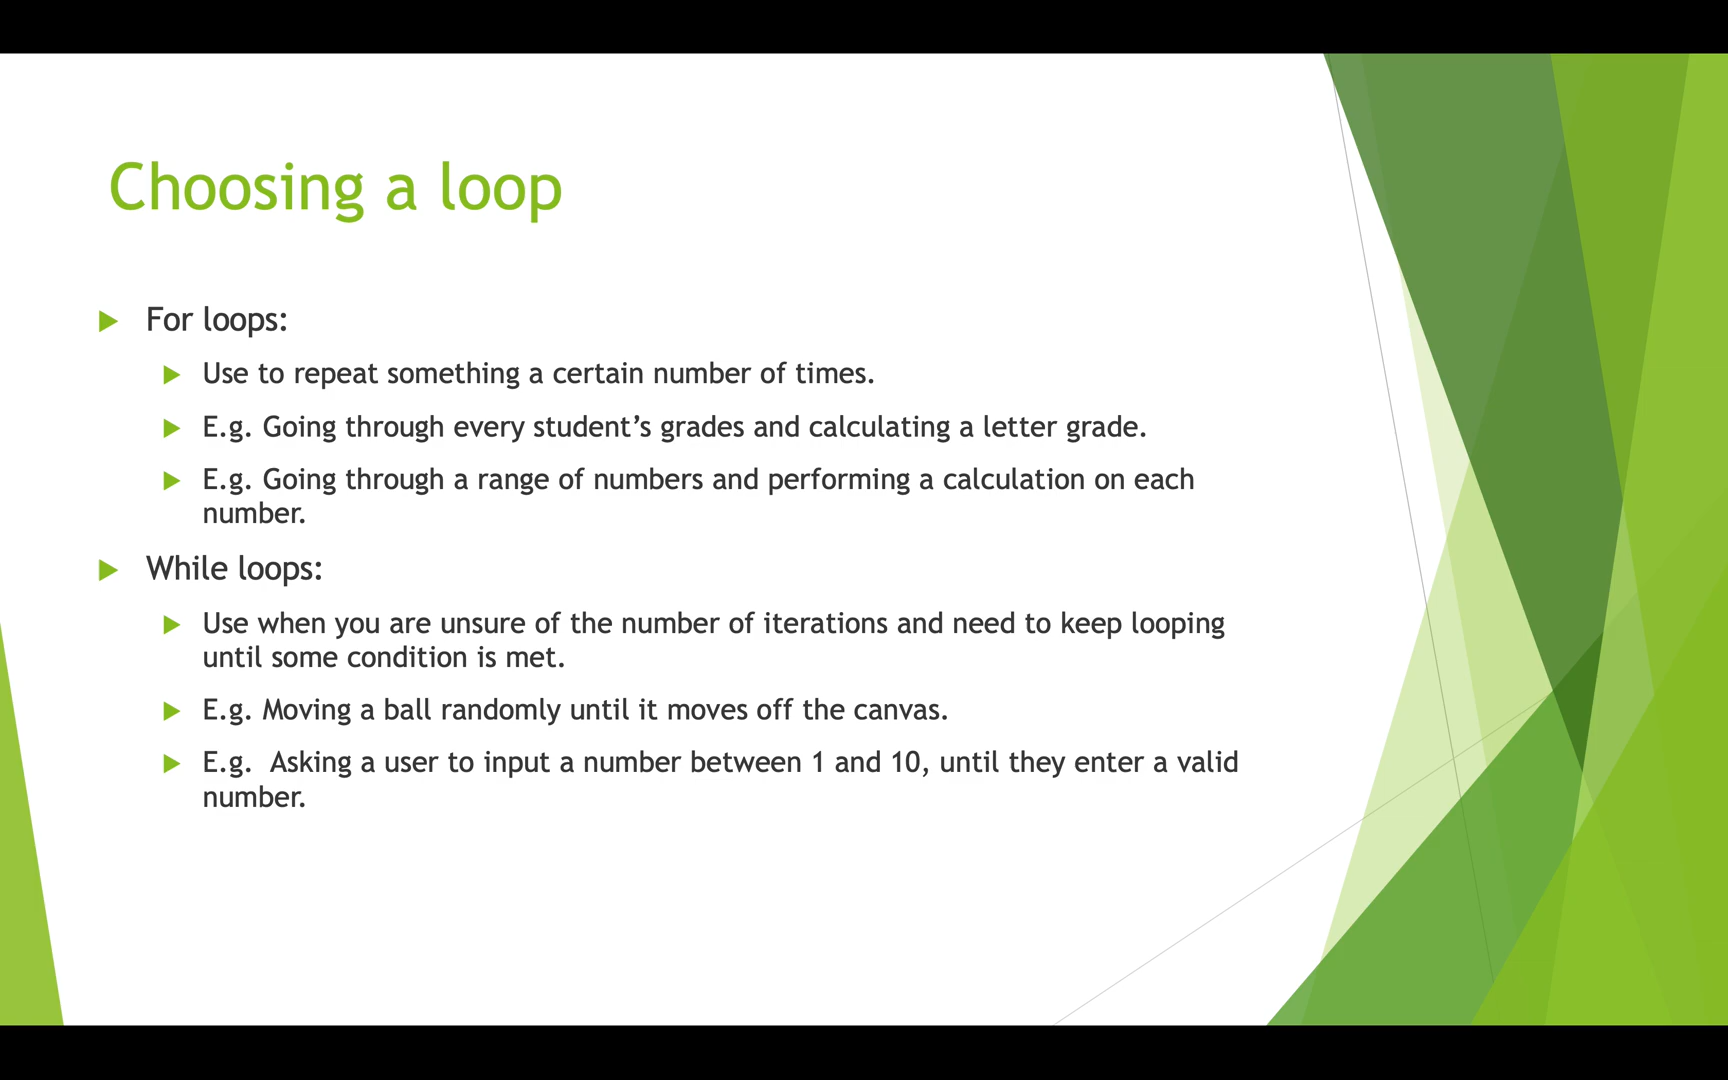 Choosing a loop
For loops:
Use to repeat something a certain number of times.
E.g. Going through every student’s grades and calculating a letter grade.
E.g. Going through a range of numbers and performing a calculation on each
number.
While loops:
Use when you are unsure of the number of iterations and need to keep looping
until some condition is met.
E.g. Moving a ball randomly until it moves off the canvas.
E.g.  Asking a user to input a number between 1 and 10, until they enter a valid
number.